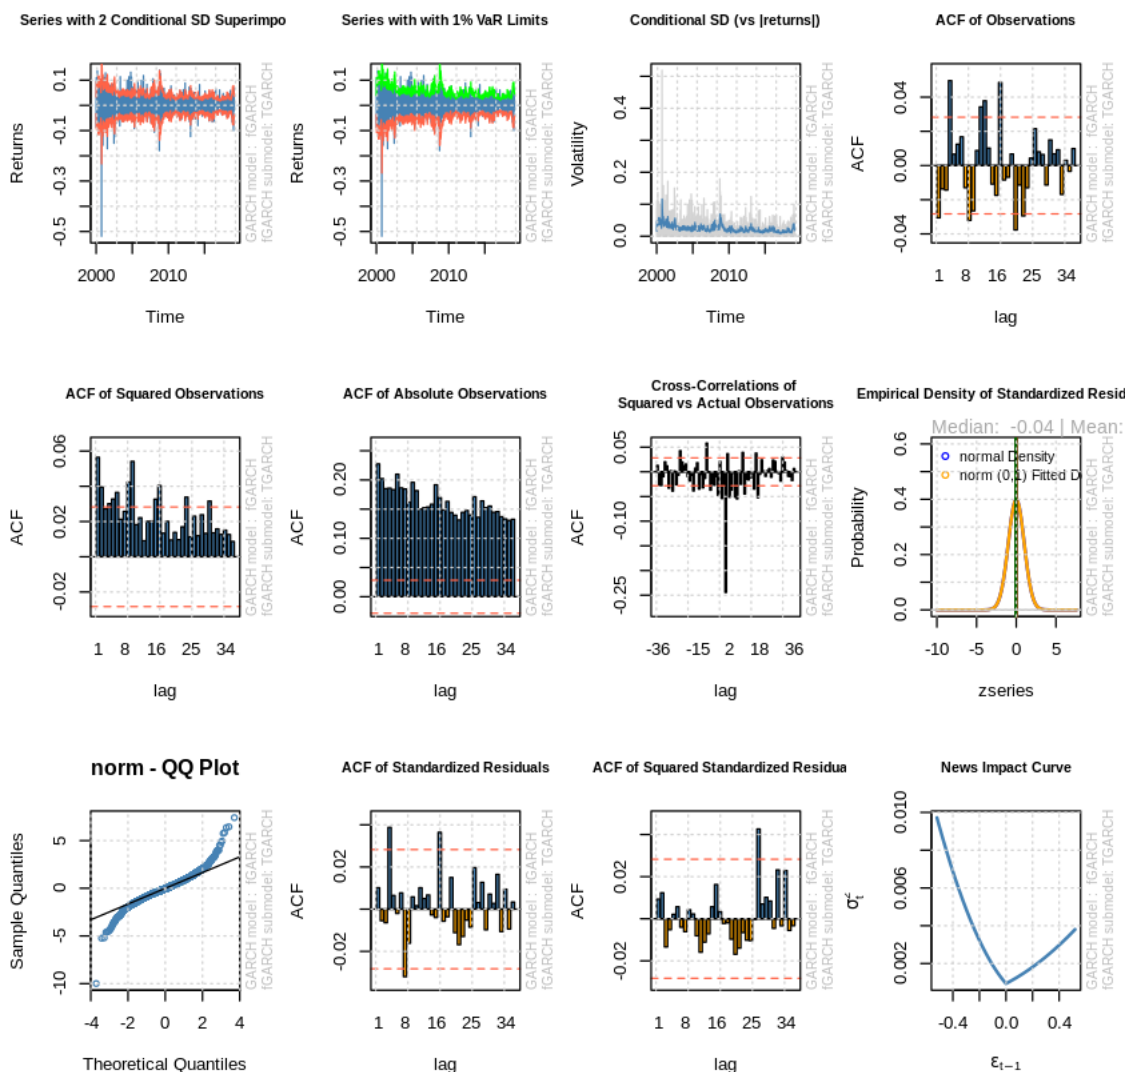 Series with 2 Conditional SD Superimpo
0.1
-0.1
-0.3
-0.5
Returns
2000 2010
Time
GARCH model: fGARCH
fGARCH submodel: TGARCH
Series with with 1% VaR Limits
0.1
-0.1
-0.3
-0.5
Returns
2000 2010
Time
GARCH model: fGARCH
fGARCH submodel: TGARCH
Conditional SD (vs |returns|)
0.4
0.2
0.0
Volatility
2000 2010
Time
GARCH model: fGARCH
fGARCH submodel: TGARCH
ACF of Observations
0.04
0.00
-0.04
ACF
1 8 16 34
lag
GARCH model: fGARCH
fGARCH submodel: TGARCH
ACF of Squared Observations
0.06
0.02
-0.02
ACF
1 8 16 34
lag
GARCH model: fGARCH
fGARCH submodel: TGARCH
ACF of Absolute Observations
0.20
0.10
0.00
ACF
1 8 16 34
lag
GARCH model: fGARCH
fGARCH submodel: TGARCH
Cross-Correlations of
Squared vs Actual Observations
0.05
-0.10
-0.25
ACF
-36 -15 2 18 36
lag
GARCH model: fGARCH
fGARCH submodel: TGARCH
Empirical Density of Standardized Resid
Median: -0.04 | Mean:
normal Density
norm (0,1) Fitted D
0.6
0.4
0.2
0.0
Probability
-10 -5 0 5
zseries
GARCH model: fGARCH
fGARCH submodel: TGARCH
norm - QQ Plot
5
0
-5
-10
Sample Quantiles
-4 -2 0 2 4
Theoretical Quantiles
GARCH model: fGARCH
fGARCH submodel: TGARCH
ACF of Standardized Residuals
0.02
-0.02
ACF
1 8 16 34
lag
GARCH model: fGARCH
fGARCH submodel: TGARCH
ACF of Squared Standardized Residua
0.02
-0.02
ACF
1 8 16 34
lag
GARCH model: fGARCH
fGARCH submodel: TGARCH
News Impact Curve
0.010
0.006
0.002
-0.4 0.0 0.4
εt−1
GARCH model: fGARCH
fGARCH submodel: TGARCH